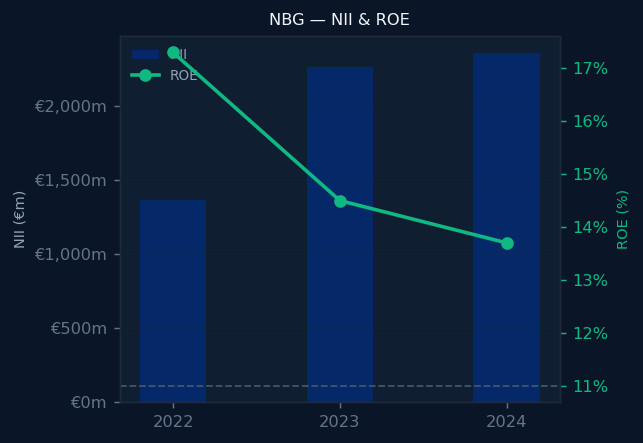 NBG — NII & ROE
NII
ROE
NII (€m)
€2,000m
€1,500m
€1,000m
€500m
€0m
17%
16%
15%
14%
13%
12%
11%
ROE (%)
2022
2023
2024